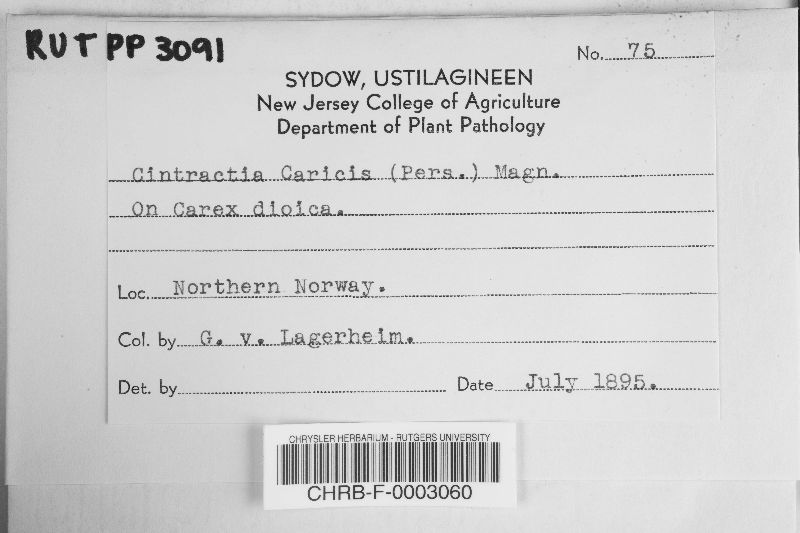 RUTPP 3091
No. 75
SYDOW, USTILAGINEEN
New Jersey College of Agriculture
Department of Plant Pathology
Cintractia Caricis (Pers.) Magn.
On Carex dioica.
Loc. Northern Norway.
Col. by G. v. Lagerheim.
Det. by Date July 1895.
CHRYSLER HERBARIUM - RUTGERS UNIVERSITY
CHRB-F-0003060